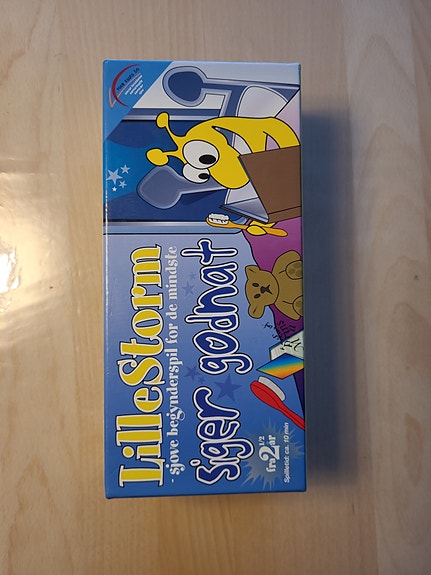 LilleStorm
- sjove begynderspil for de mindste
siger godnat
fra 2 1/2 år
Spilletid: ca. 10 min